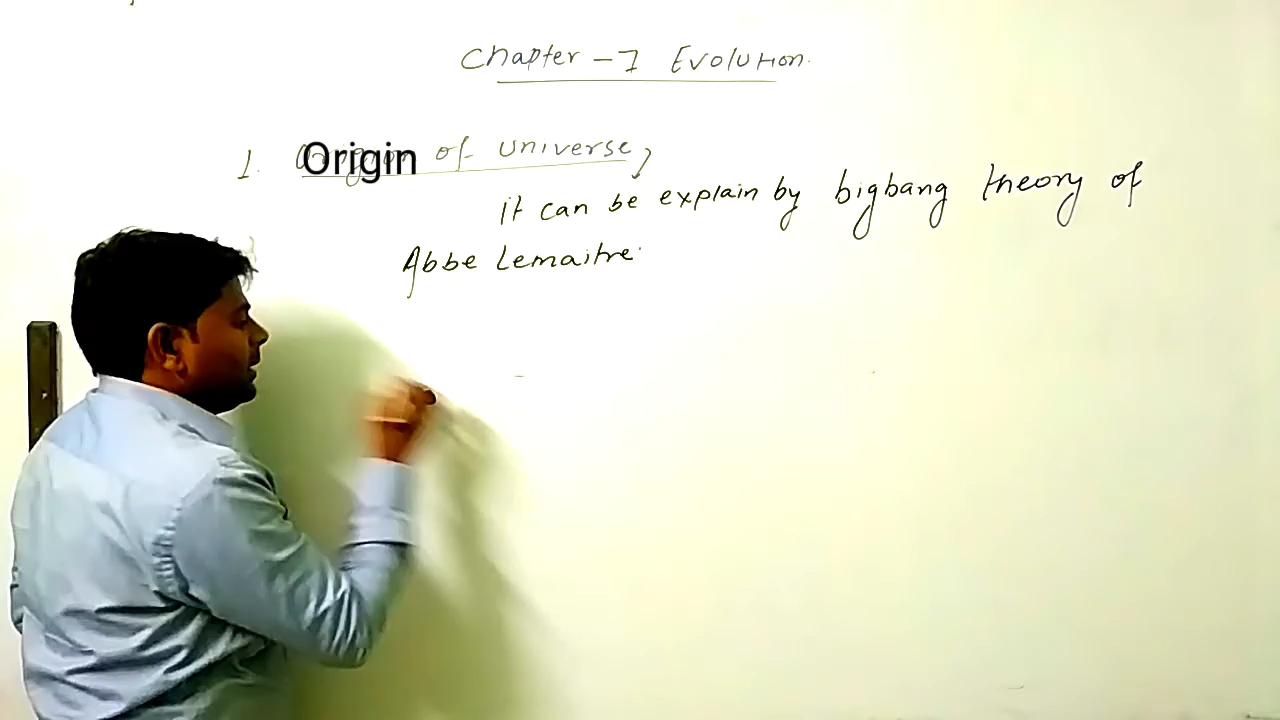 Chapter - 7 Evolution.
1. Origin of universe,
it can be explain by bigbang theory of
Abbe Lemaitre.